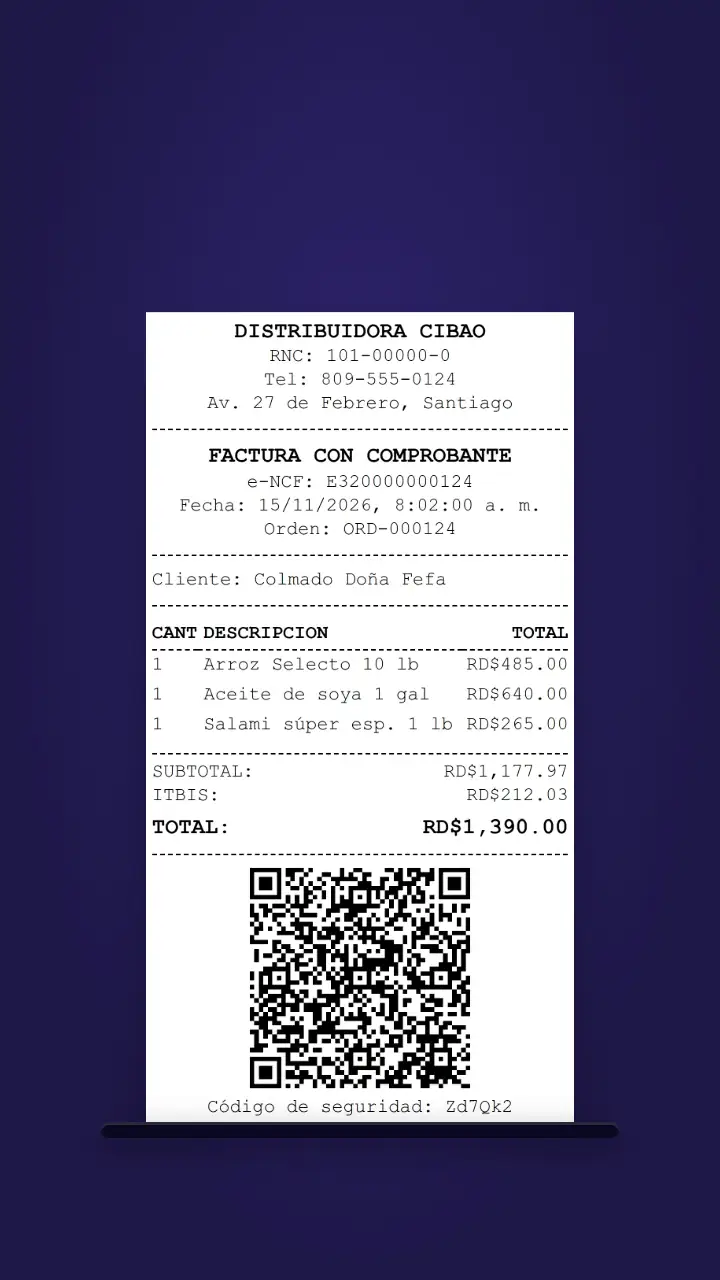 DISTRIBUIDORA CIBAO
RNC: 101-00000-0
Tel: 809-555-0124
Av. 27 de Febrero, Santiago
FACTURA CON COMPROBANTE
e-NCF: E320000000124
Fecha: 15/11/2026, 8:02:00 a. m.
Orden: ORD-000124
Cliente: Colmado Doña Fefa
CANT DESCRIPCION TOTAL
1 Arroz Selecto 10 lb RD$485.00
1 Aceite de soya 1 gal RD$640.00
1 Salami súper esp. 1 lb RD$265.00
SUBTOTAL: RD$1,177.97
ITBIS: RD$212.03
TOTAL: RD$1,390.00
Código de seguridad: Zd7Qk2